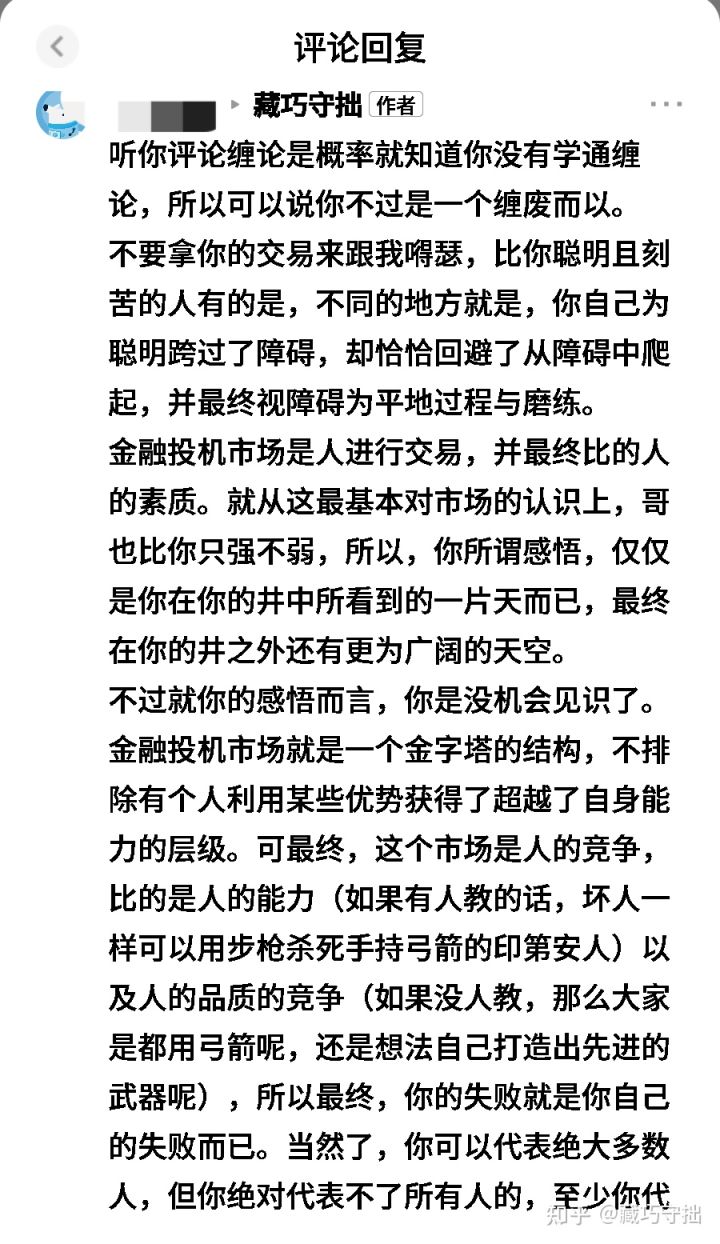 评论回复
藏巧守拙 作者
听你评论缠论是概率就知道你没有学通缠
论，所以可以说你不过是一个缠废而以。
不要拿你的交易来跟我嘚瑟，比你聪明且刻
苦的人有的是，不同的地方就是，你自己为
聪明跨过了障碍，却恰恰回避了从障碍中爬
起，并最终视障碍为平地过程与磨练。
金融投机市场是人进行交易，并最终比的人
的素质。就从这最基本对市场的认识上，哥
也比你只强不弱，所以，你所谓感悟，仅仅
是你在你的井中所看到的一片天而已，最终
在你的井之外还有更为广阔的天空。
不过就你的感悟而言，你是没机会见识了。
金融投机市场就是一个金字塔的结构，不排
除有个人利用某些优势获得了超越了自身能
力的层级。可最终，这个市场是人的竞争，
比的是人的能力（如果有人教的话，坏人一
样可以用步枪杀死手持弓箭的印第安人）以
及人的品质的竞争（如果没人教，那么大家
是都用弓箭呢，还是想法自己打造出先进的
武器呢），所以最终，你的失败就是你自己
的失败而已。当然了，你可以代表绝大多数
人，但你绝对代表不了所有人的，至少你代
知乎 @藏巧守拙